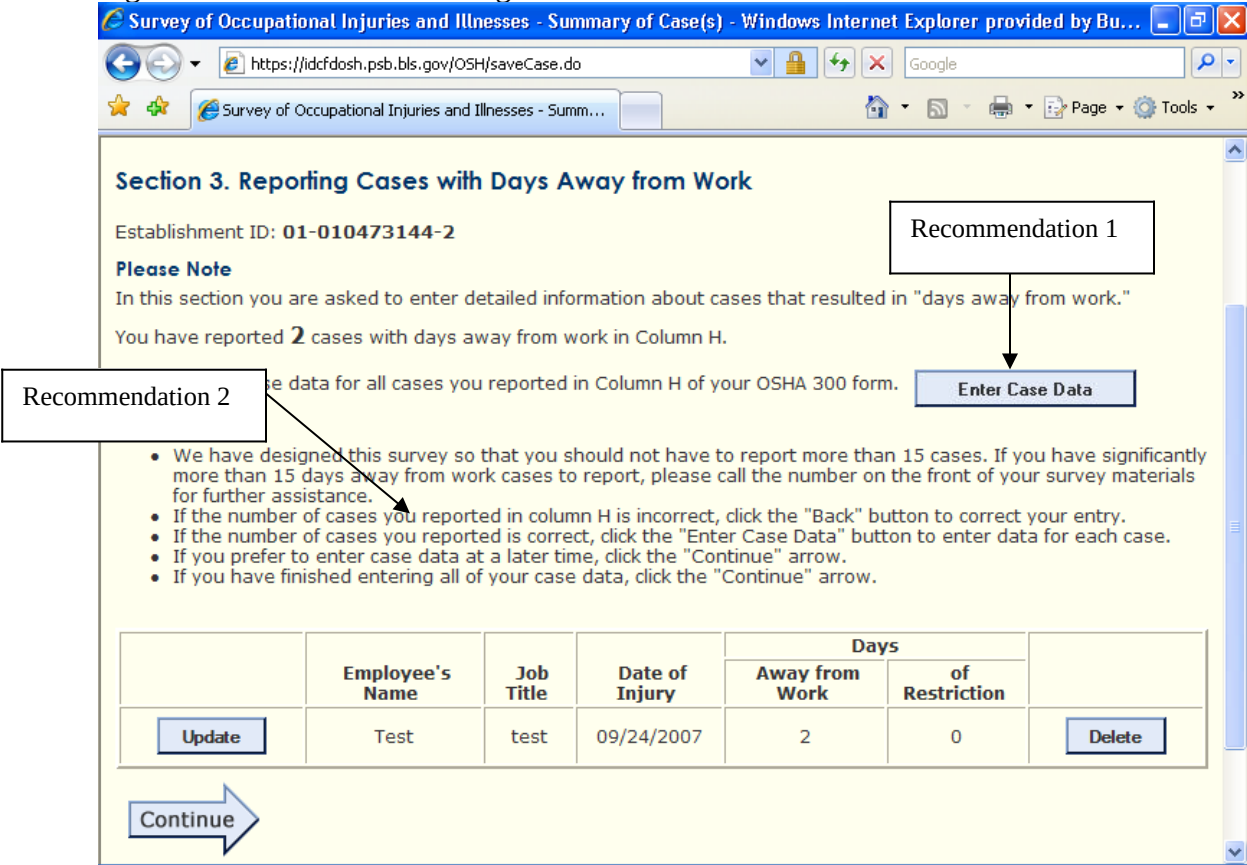 Survey of Occupational Injuries and Illnesses - Summary of Case(s) - Windows Internet Explorer provided by Bu...
https://idcfdosh.psb.bls.gov/OSH/saveCase.do
Google
Survey of Occupational Injuries and Illnesses - Summ...
Page
Tools
Section 3. Reporting Cases with Days Away from Work
Establishment ID: 01-010473144-2
Recommendation 1
Please Note
In this section you are asked to enter detailed information about cases that resulted in "days away from work."
You have reported 2 cases with days away from work in Column H.
Recommendation 2
se data for all cases you reported in Column H of your OSHA 300 form.
Enter Case Data
• We have designed this survey so that you should not have to report more than 15 cases. If you have significantly
more than 15 days away from work cases to report, please call the number on the front of your survey materials
for further assistance.
• If the number of cases you reported in column H is incorrect, click the "Back" button to correct your entry.
• If the number of cases you reported is correct, click the "Enter Case Data" button to enter data for each case.
• If you prefer to enter case data at a later time, click the "Continue" arrow.
• If you have finished entering all of your case data, click the "Continue" arrow.
Days
Employee's Name Job Title Date of Injury Away from Work of Restriction
Update Test test 09/24/2007 2 0 Delete
Continue